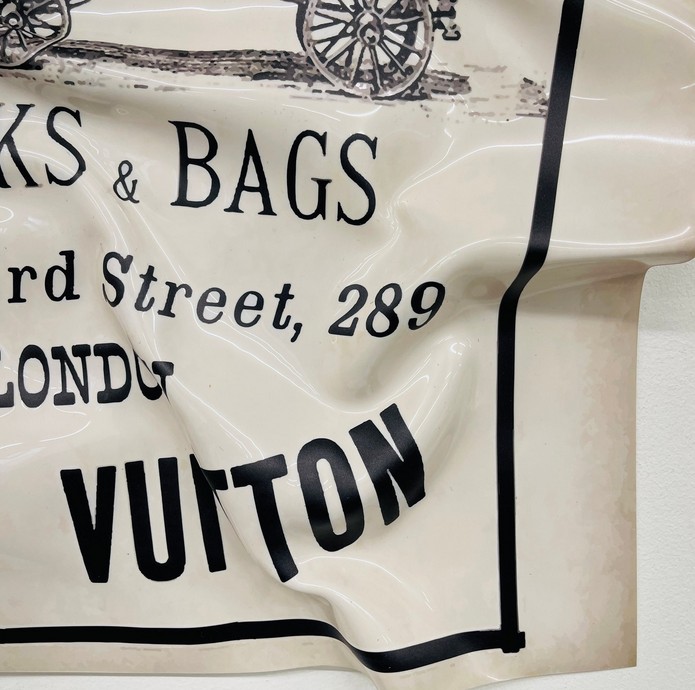 KS & BAGS
rd Street, 289
LONDO
VUITTON